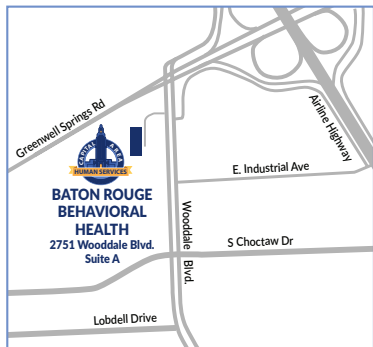 Greenwell Springs Rd
Airline Highway
CAPITAL AREA
HUMAN SERVICES
E. Industrial Ave
BATON ROUGE
BEHAVIORAL
HEALTH
2751 Wooddale Blvd.
Suite A
Wooddale Blvd.
S Choctaw Dr
Lobdell Drive